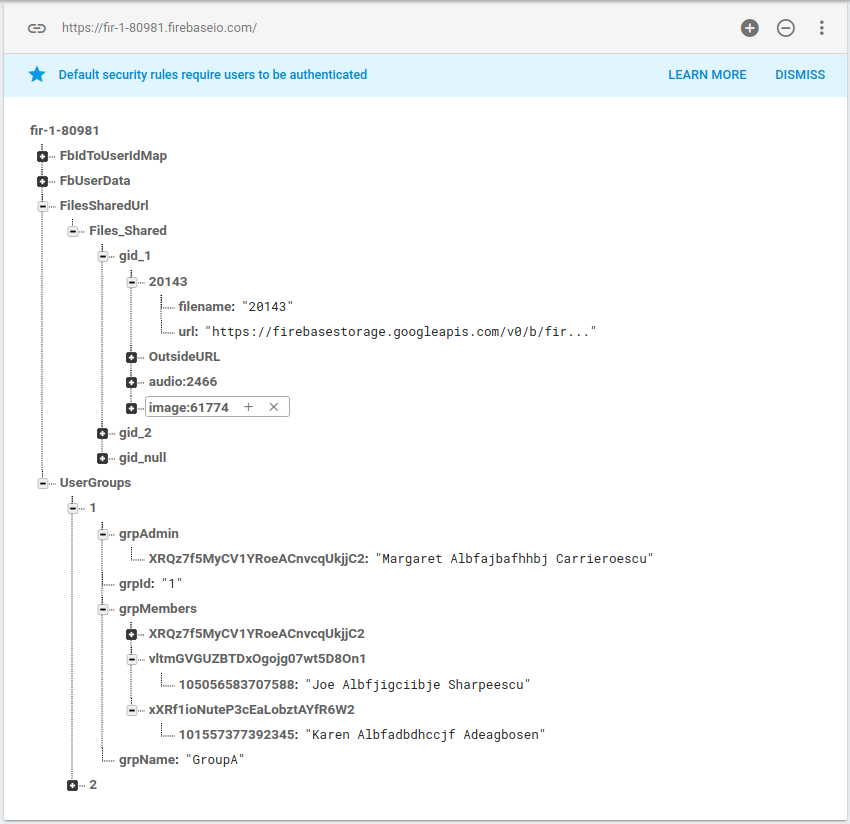 https://fir-1-80981.firebaseio.com/
Default security rules require users to be authenticated LEARN MORE DISMISS
fir-1-80981
FbIdToUserIdMap
FbUserData
FilesSharedUrl
Files_Shared
gid_1
20143
filename: "20143"
url: "https://firebasestorage.googleapis.com/v0/b/fir..."
OutsideURL
audio:2466
image:61774
gid_2
gid_null
UserGroups
1
grpAdmin
XRQz7f5MyCV1YRoeACnvcqUkjjC2: "Margaret Albfajbafhhbj Carrieroescu"
grpId: "1"
grpMembers
XRQz7f5MyCV1YRoeACnvcqUkjjC2
vltmGVGUZBTDxOgojg07wt5D8On1
105056583707588: "Joe Albfjigciibje Sharpeescu"
xXRf1ioNuteP3cEaLobztAYfR6W2
101557377392345: "Karen Albfadbdhccjf Adeagbosen"
grpName: "GroupA"
2